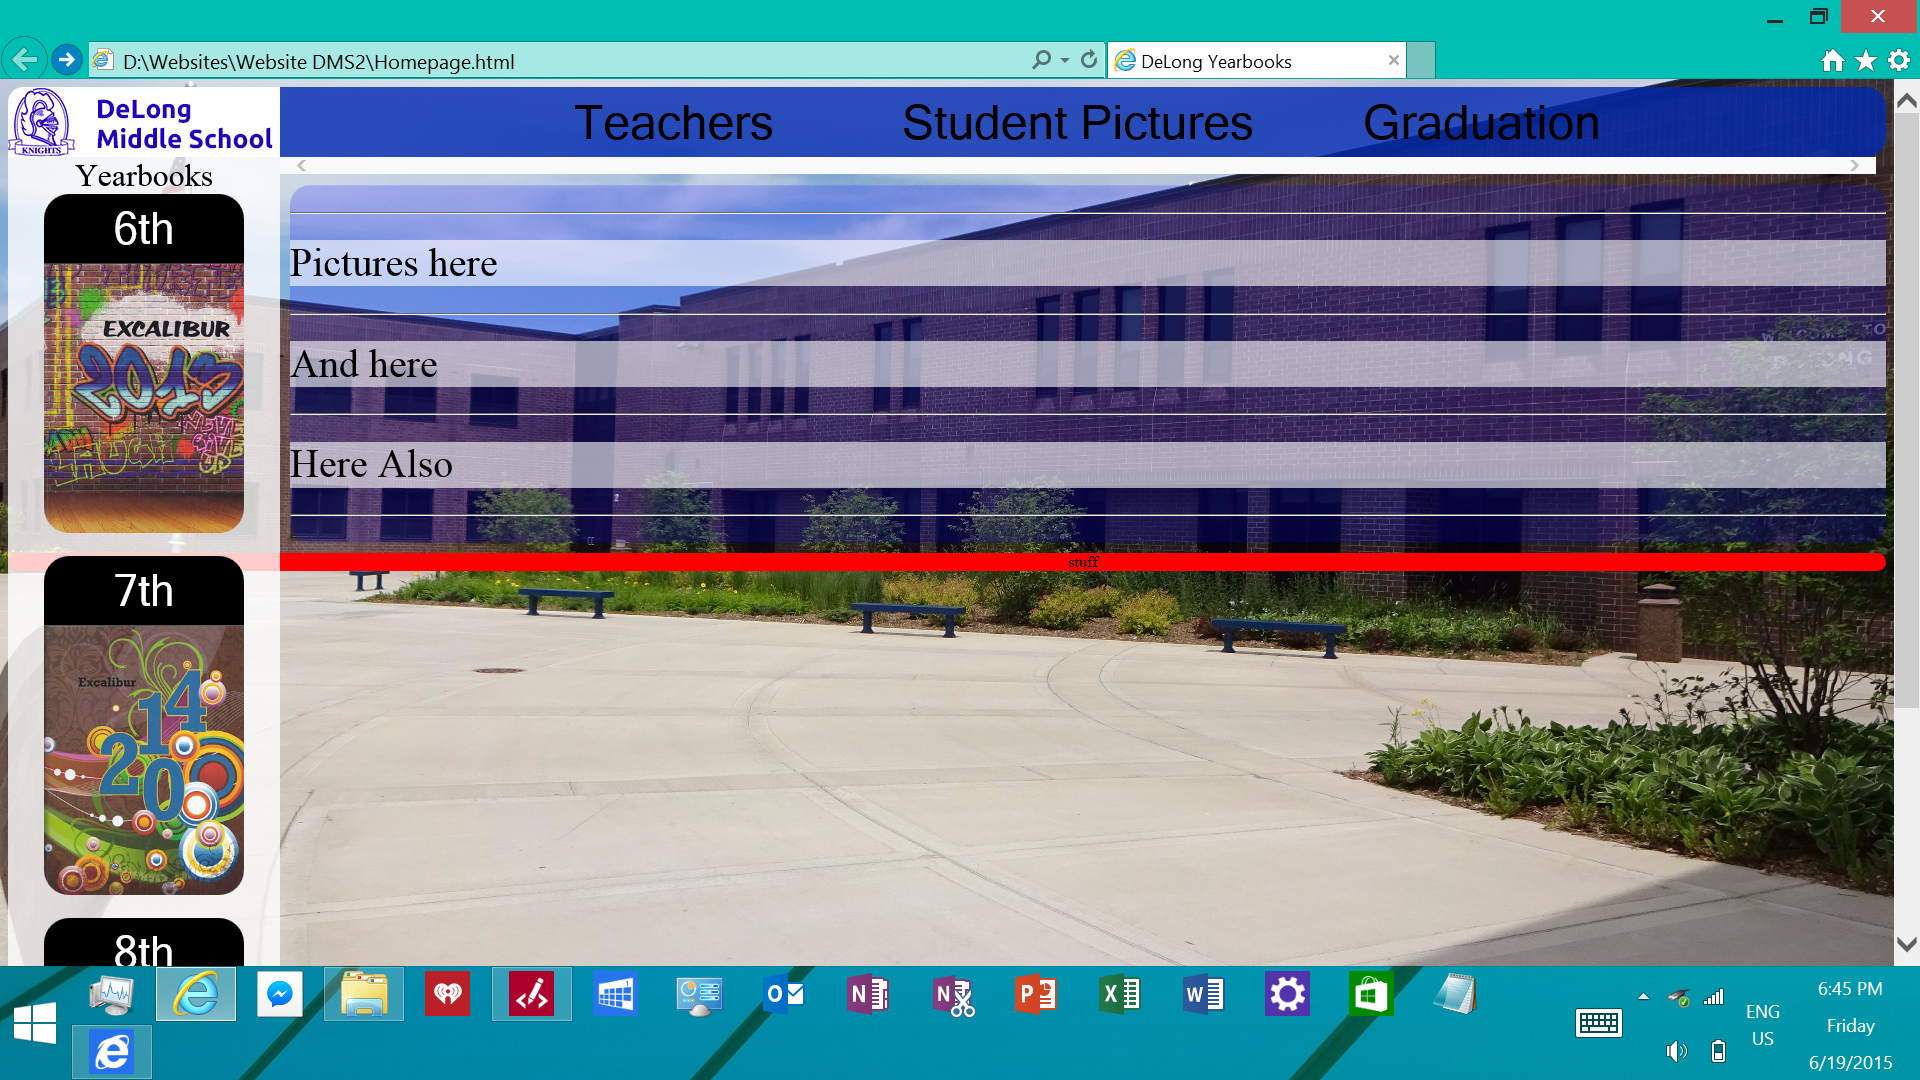 D:\Websites\Website DMS2\Homepage.html
DeLong Yearbooks
KNIGHTS
DeLong
Middle School
Teachers
Student Pictures
Graduation
Yearbooks
6th
EXCALIBUR
2013
Pictures here
And here
Here Also
WELCOME TO
stuff
7th
Excalibur
2014
8th
ENG
US
6:45 PM
Friday
6/19/2015